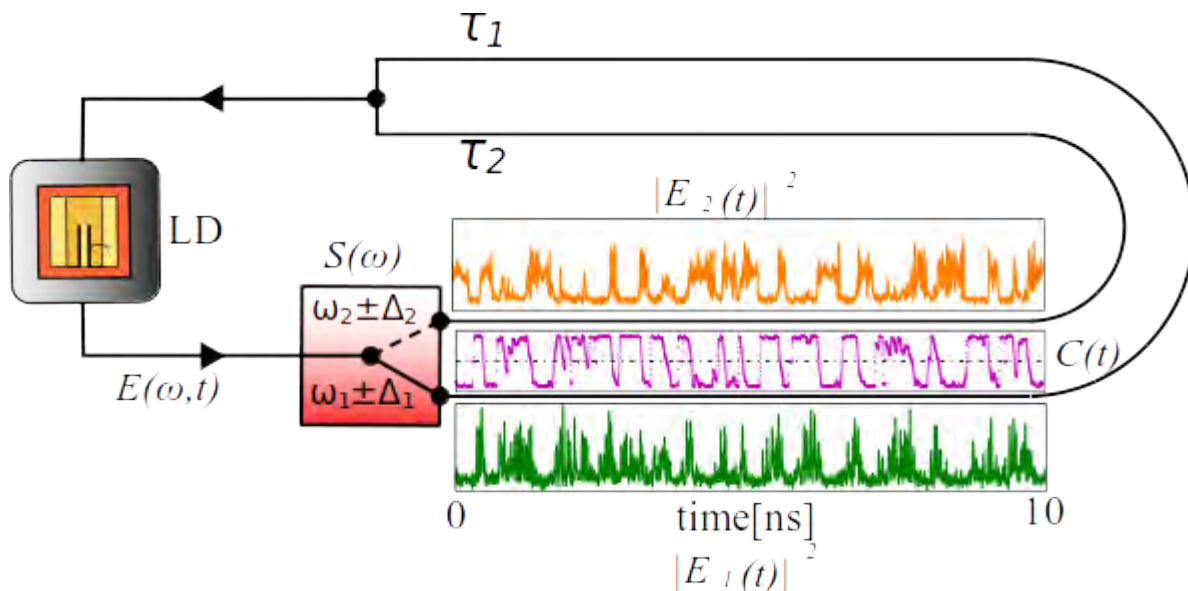 τ1
τ2
|E 2(t)| 2
LD
S(ω)
ω2±Δ2
C(t)
E(ω,t)
ω1±Δ1
0
time[ns]
10
|E 1(t)| 2